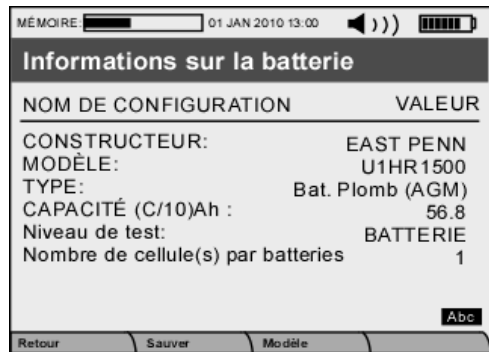 MÉMOIRE: 01 JAN 2010 13:00
Informations sur la batterie
NOM DE CONFIGURATION VALEUR
CONSTRUCTEUR: EAST PENN
MODÈLE: U1HR1500
TYPE: Bat. Plomb (AGM)
CAPACITÉ (C/10)Ah : 56.8
Niveau de test: BATTERIE
Nombre de cellule(s) par batteries 1
Abc
Retour Sauver Modèle